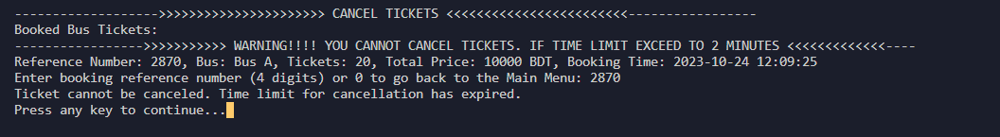 ------------------->>>>>>>>>>>>>>>>>>>>>> CANCEL TICKETS <<<<<<<<<<<<<<<<<<<<<<<<-----------------
Booked Bus Tickets:
----------------->>>>>>>>>>> WARNING!!!! YOU CANNOT CANCEL TICKETS. IF TIME LIMIT EXCEED TO 2 MINUTES <<<<<<<<<<<<<----
Reference Number: 2870, Bus: Bus A, Tickets: 20, Total Price: 10000 BDT, Booking Time: 2023-10-24 12:09:25
Enter booking reference number (4 digits) or 0 to go back to the Main Menu: 2870
Ticket cannot be canceled. Time limit for cancellation has expired.
Press any key to continue...